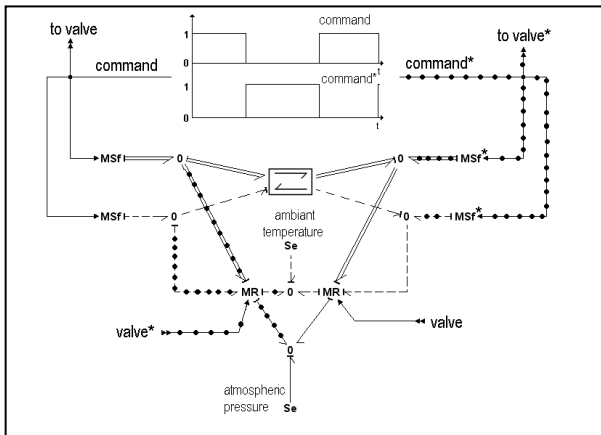 to valve
command
1
0
t
command
command*
1
0
t
command*
to valve*
MSf
0
0
MSf*
MSf
0
ambiant
temperature
Se
0
MSf*
MR
0
MR
valve*
valve
0
atmospheric
pressure
Se